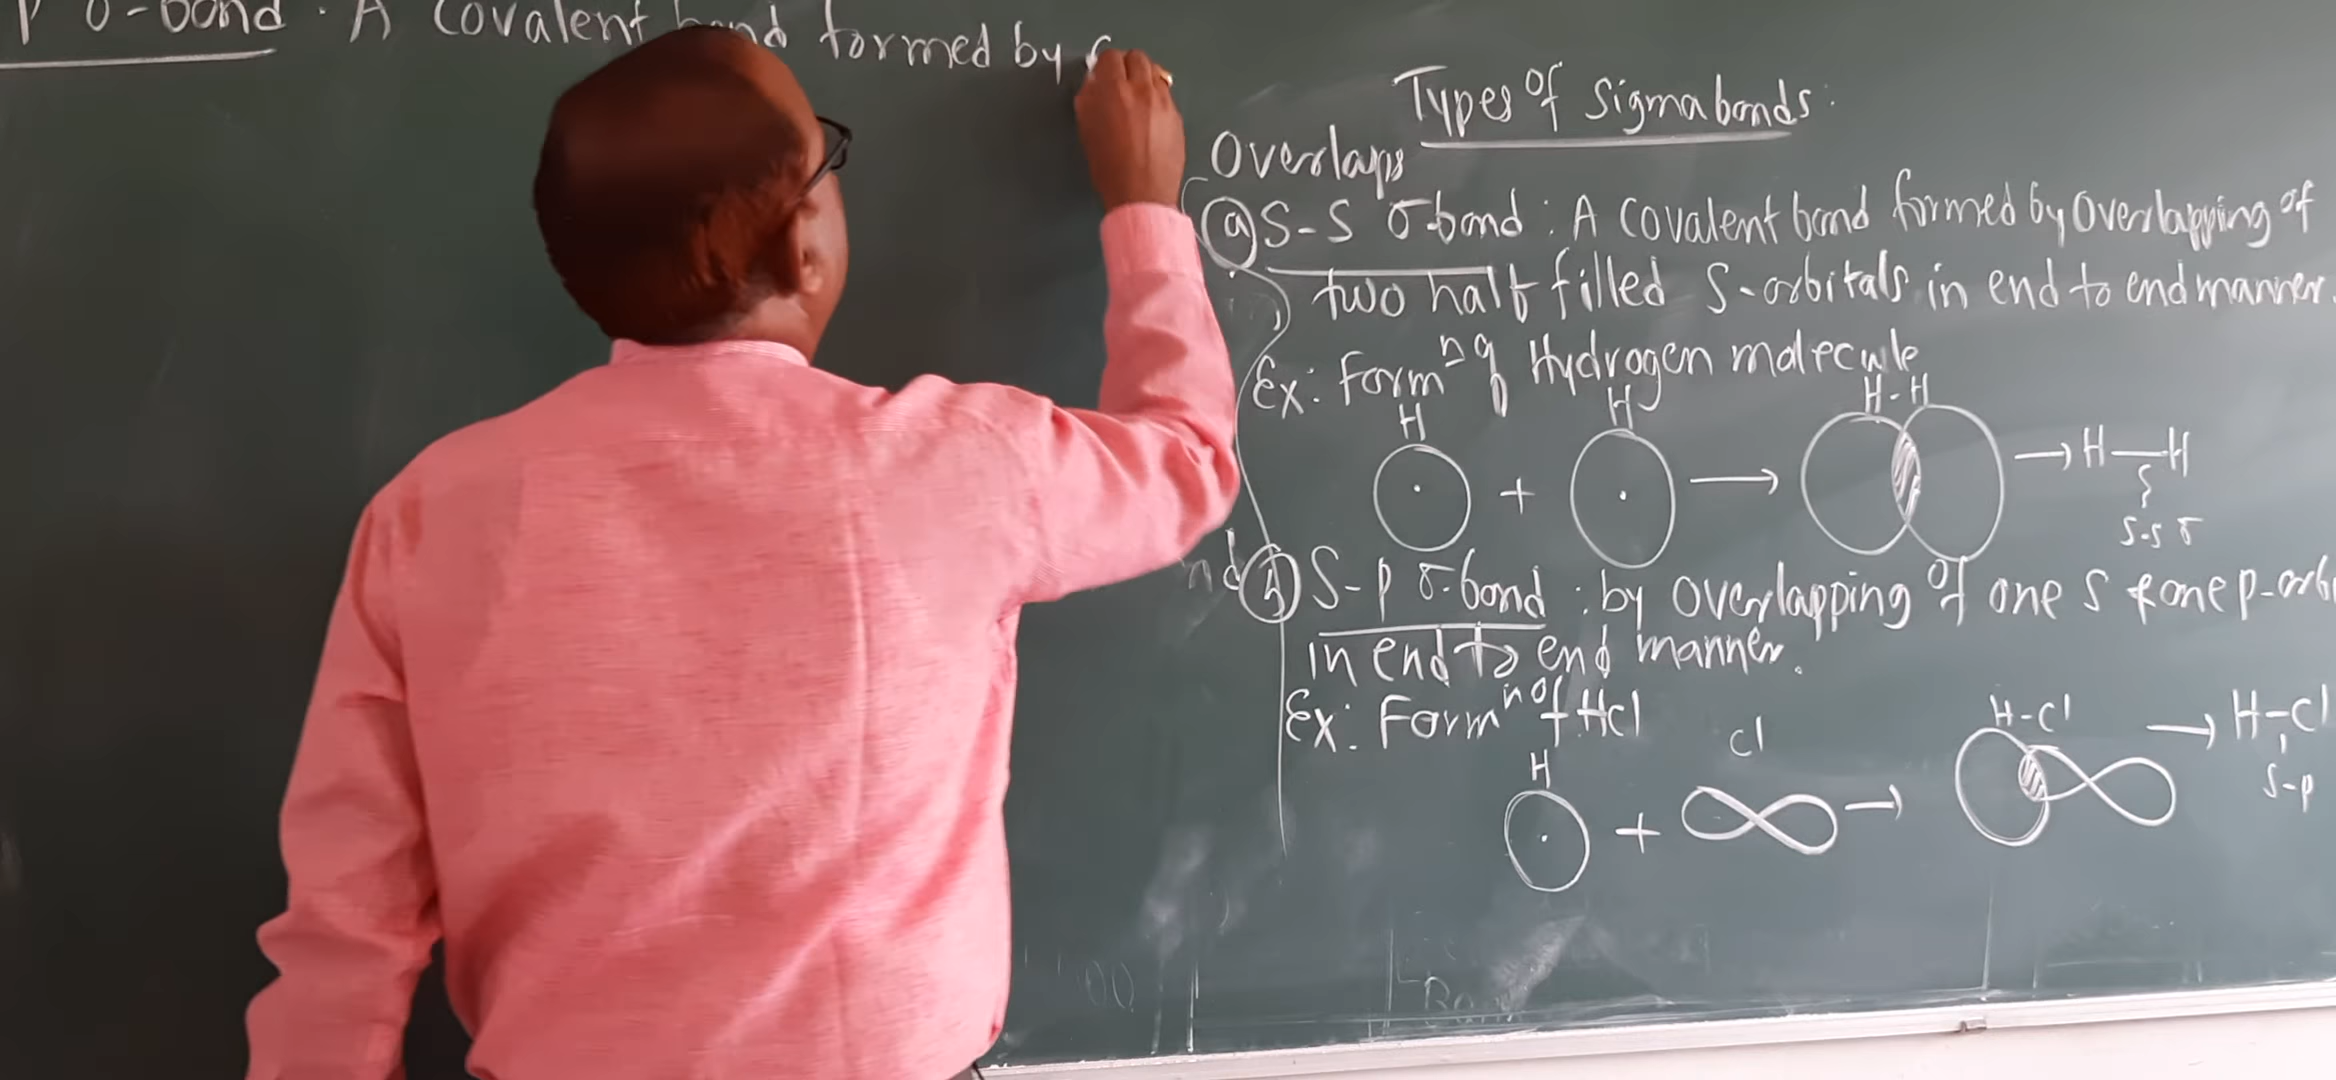 P σ-bond : A Covalent bond formed by
Types of Sigma bonds :
Overlaps
a) S-S σ-bond : A Covalent bond formed by Overlapping of
two half filled S-orbitals in end to end manner.
Ex: Formⁿ of Hydrogen molecule
H H H-H
+ → → H—H
S-S σ
b) S-p σ-bond : by overlapping of one S & one p-orbi
in end to end manner.
Ex: Formⁿ of HCl
H Cl H-Cl → H-Cl
+ → S-p